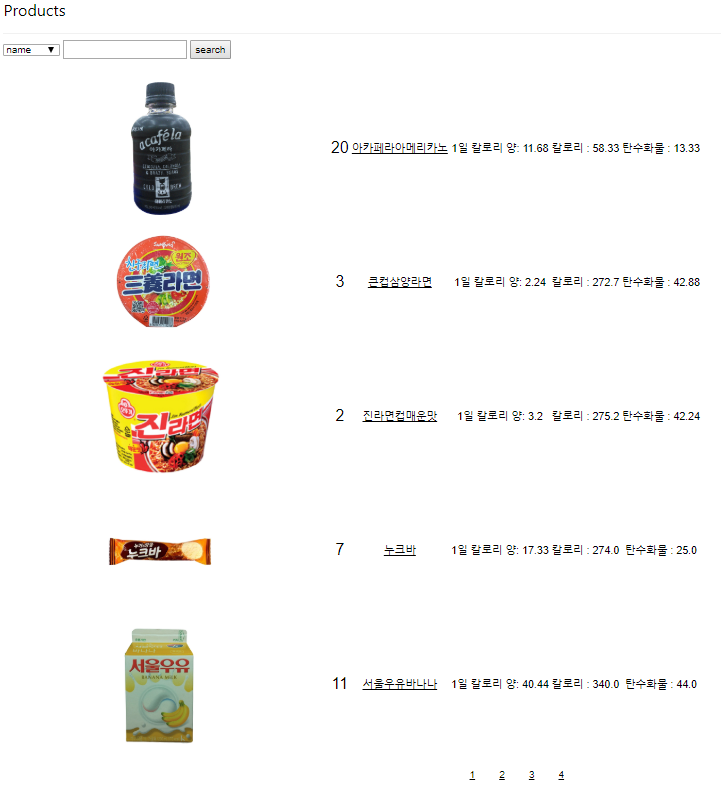 Products
name ▼ search
acaféla
아카페라
20 아카페라아메리카노 1일 칼로리 양: 11.68 칼로리 : 58.33 탄수화물 : 13.33
원조
三養라면
3 큰컵삼양라면 1일 칼로리 양: 2.24 칼로리 : 272.7 탄수화물 : 42.88
진라면
2 진라면컵매운맛 1일 칼로리 양: 3.2 칼로리 : 275.2 탄수화물 : 42.24
누크바
7 누크바 1일 칼로리 양: 17.33 칼로리 : 274.0 탄수화물 : 25.0
서울우유
BANANA MILK
11 서울우유바나나 1일 칼로리 양: 40.44 칼로리 : 340.0 탄수화물 : 44.0
1 2 3 4